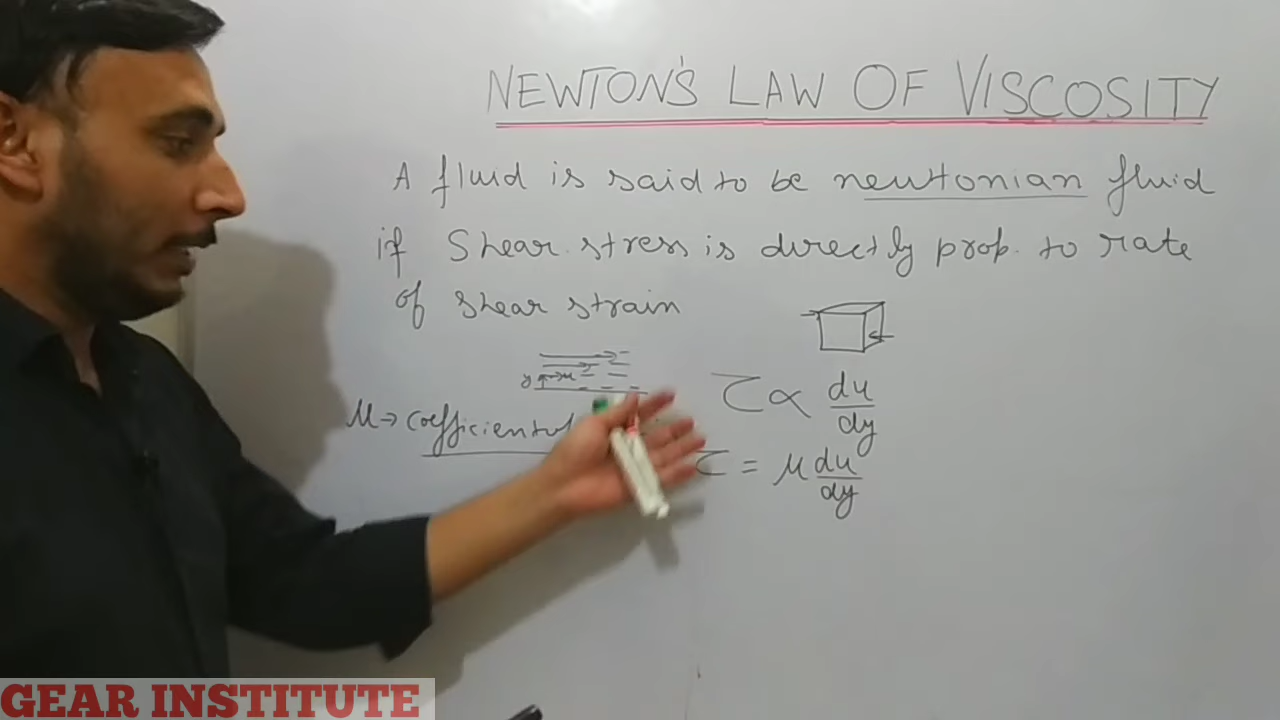 NEWTON'S LAW OF VISCOSITY
A fluid is said to be newtonian fluid
if Shear stress is directly prop. to rate
of shear strain
y u
τ ∝ du/dy
μ → coefficient of
τ = μ du/dy
GEAR INSTITUTE